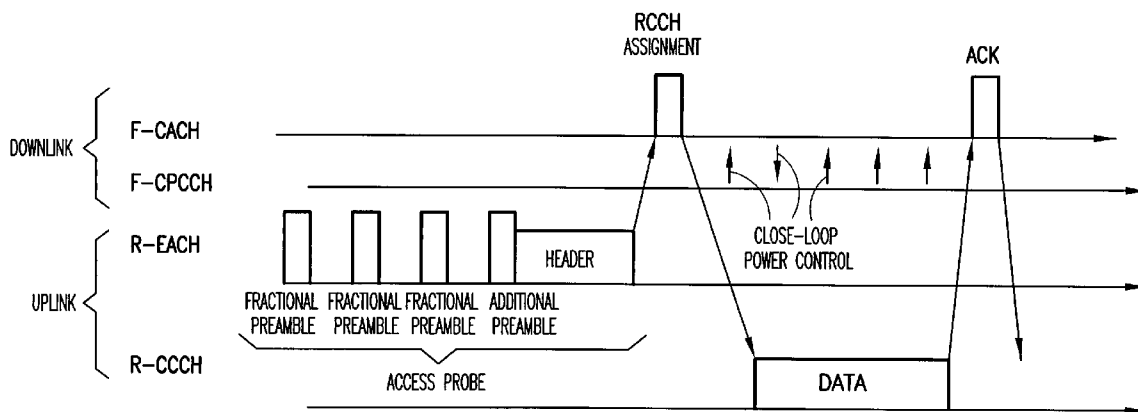 RCCH
ASSIGNMENT
ACK
DOWNLINK
F-CACH
F-CPCCH
UPLINK
R-EACH
HEADER
CLOSE-LOOP
POWER CONTROL
FRACTIONAL FRACTIONAL FRACTIONAL ADDITIONAL
PREAMBLE PREAMBLE PREAMBLE PREAMBLE
R-CCCH
ACCESS PROBE
DATA